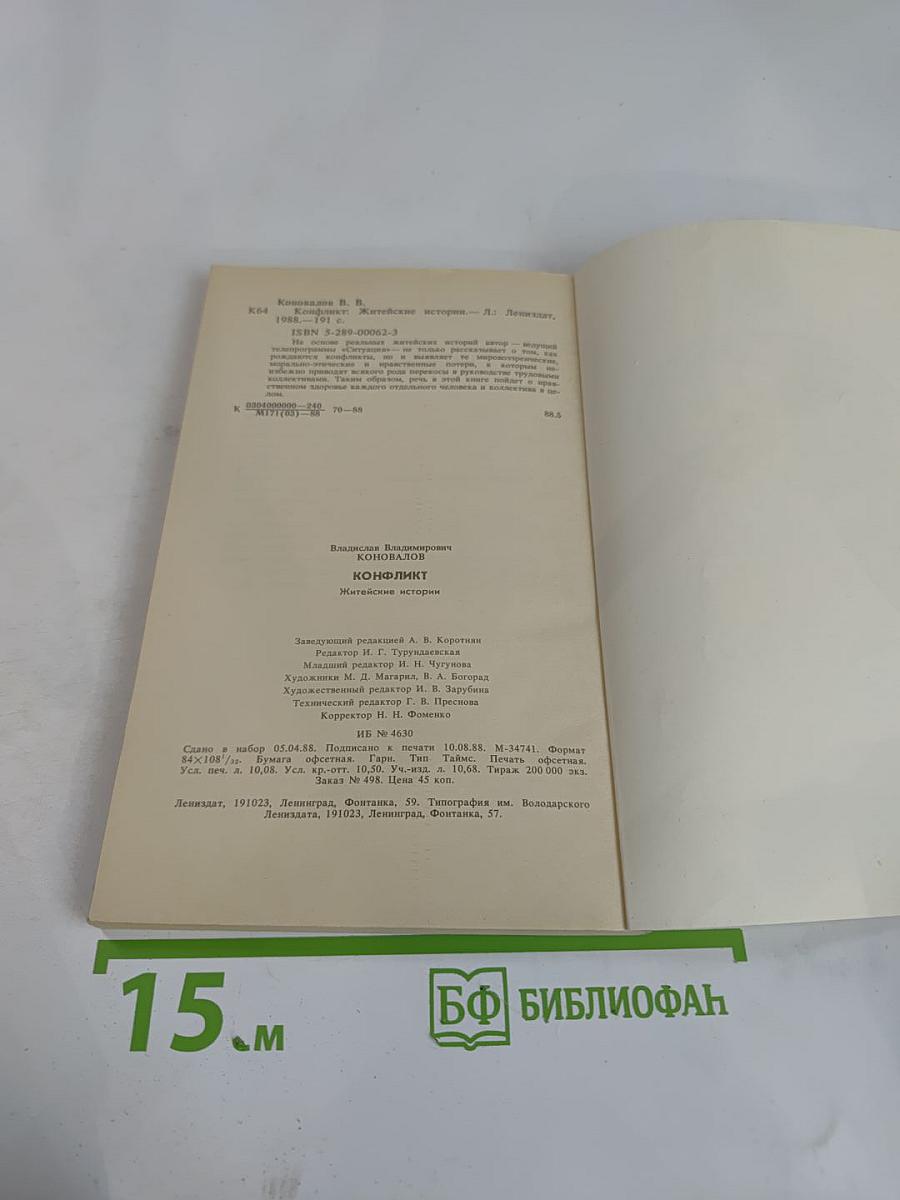 Коновалов В. В.
К64 Конфликт: Житейские истории.— Л.: Лениздат,
1988.—191 с.
ISBN 5-289-00062-3
На основе реальных житейских историй автор — ведущий
телепрограммы «Ситуация» — не только рассказывает о том, как
рождаются конфликты, но и выявляет те мировоззренческие,
морально-этические и нравственные потери, к которым не-
избежно приводят всякого рода перекосы в руководстве трудовыми
коллективами. Таким образом, речь в этой книге пойдет о нрав-
ственном здоровье каждого отдельного человека и коллектива в це-
лом.
К 0304000000—240 70—88
М171(03)—88 88.5
Владислав Владимирович
КОНОВАЛОВ
КОНФЛИКТ
Житейские истории
Заведующий редакцией А. В. Коротнян
Редактор И. Г. Турундаевская
Младший редактор И. Н. Чугунова
Художники М. Д. Магарил, В. А. Богорад
Художественный редактор И. В. Зарубина
Технический редактор Г. В. Преснова
Корректор Н. Н. Фоменко
ИБ № 4630
Сдано в набор 05.04.88. Подписано к печати 10.08.88. М-34741. Формат
84×108¹/₃₂. Бумага офсетная. Гарн. Тип Таймс. Печать офсетная.
Усл. печ. л. 10,08. Усл. кр.-отт. 10,50. Уч.-изд. л. 10,68. Тираж 200 000 экз.
Заказ № 498. Цена 45 коп.
Лениздат, 191023, Ленинград, Фонтанка, 59. Типография им. Володарского
Лениздата, 191023, Ленинград, Фонтанка, 57.
15 см
БФ БИБЛИОФАН